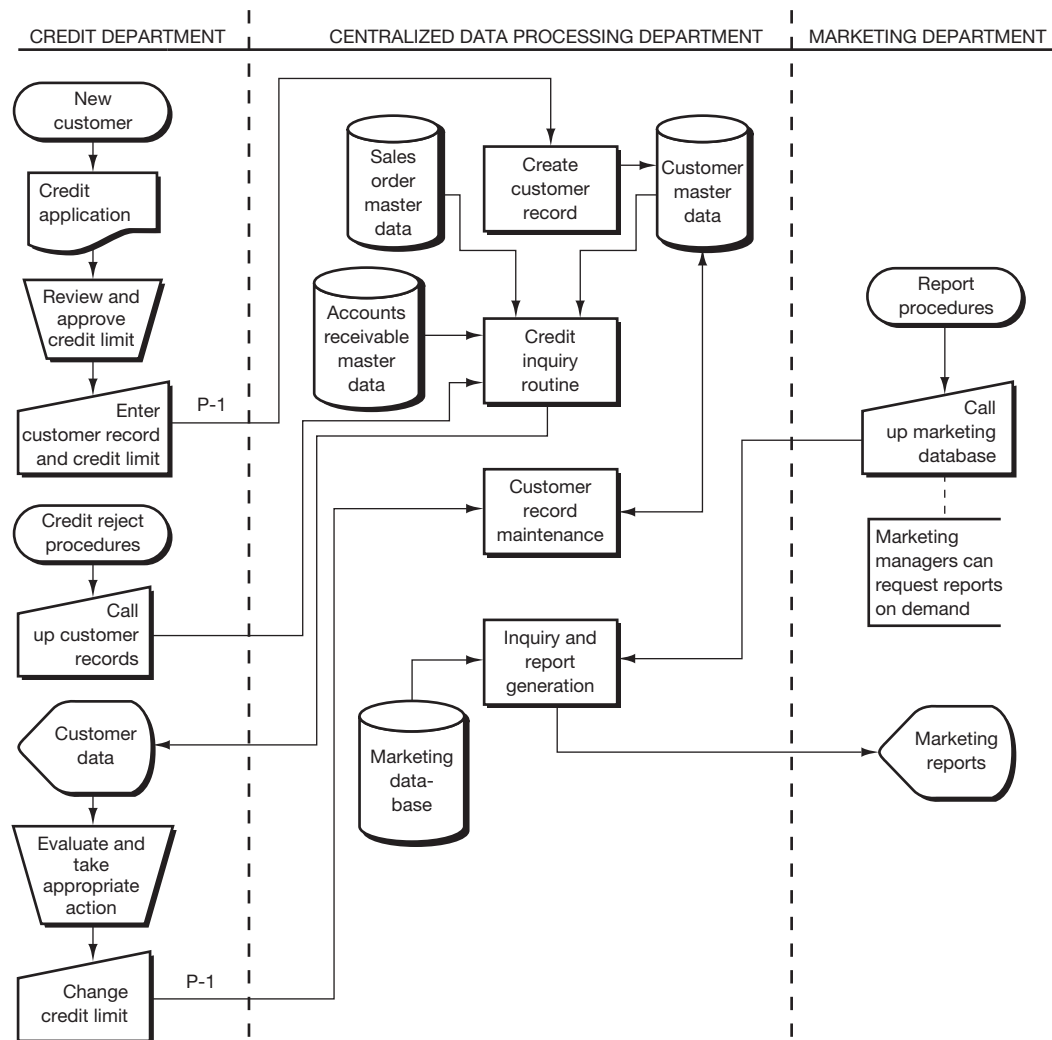 CREDIT DEPARTMENT
CENTRALIZED DATA PROCESSING DEPARTMENT
MARKETING DEPARTMENT
New
customer
Credit
application
Review and
approve
credit limit
Enter
customer record
and credit limit
P-1
Credit reject
procedures
Call
up customer
records
Customer
data
Evaluate and
take
appropriate
action
Change
credit limit
P-1
Sales
order
master
data
Create
customer
record
Customer
master
data
Accounts
receivable
master
data
Credit
inquiry
routine
Customer
record
maintenance
Inquiry and
report
generation
Marketing
data-
base
Report
procedures
Call
up marketing
database
Marketing
managers can
request reports
on demand
Marketing
reports